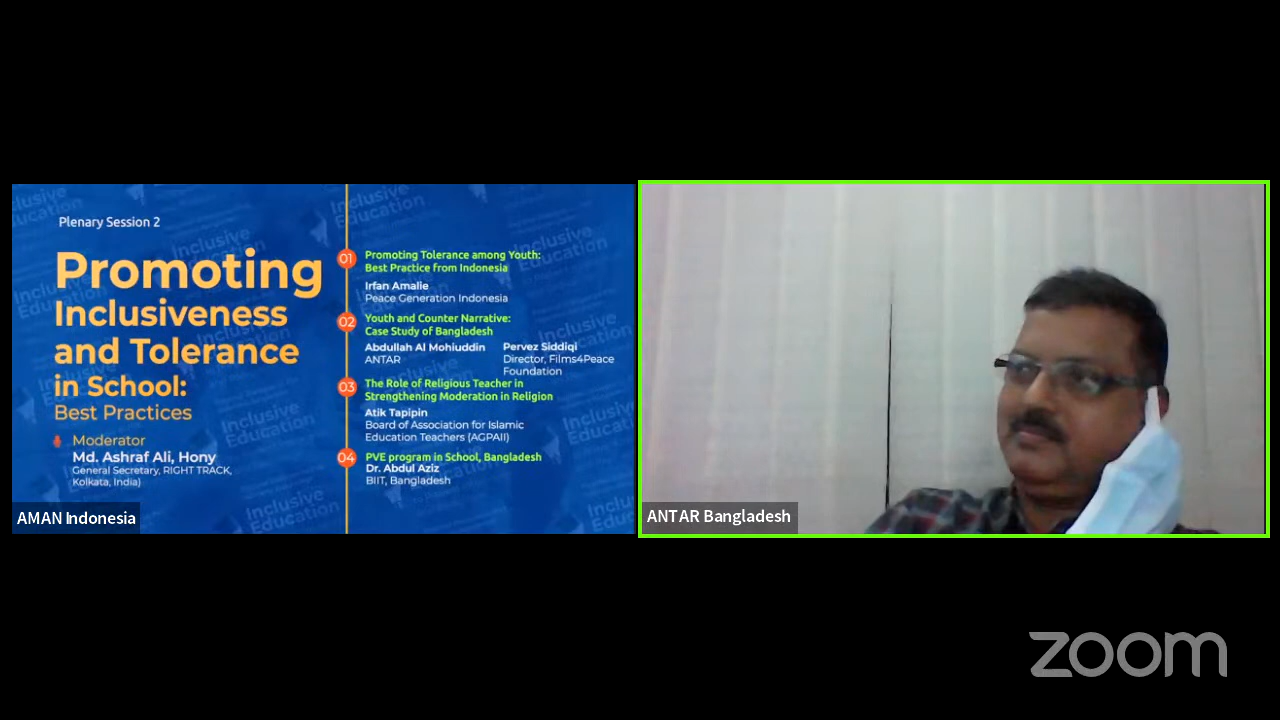 Plenary Session 2
Promoting
Inclusiveness
and Tolerance
in School:
Best Practices
Moderator
Md. Ashraf Ali, Hony
General Secretary, RIGHT TRACK,
Kolkata, India)
01
Promoting Tolerance among Youth:
Best Practice from Indonesia
Irfan Amalie
Peace Generation Indonesia
02
Youth and Counter Narrative:
Case Study of Bangladesh
Abdullah Al Mohiuddin
ANTAR
Pervez Siddiqi
Director, Films4Peace
Foundation
03
The Role of Religious Teacher in
Strengthening Moderation in Religion
Atik Tapipin
Board of Association for Islamic
Education Teachers (AGPAII)
04
PVE program in School, Bangladesh
Dr. Abdul Aziz
BIIT, Bangladesh
Inclusive
Education
AMAN Indonesia
ANTAR Bangladesh
zoom